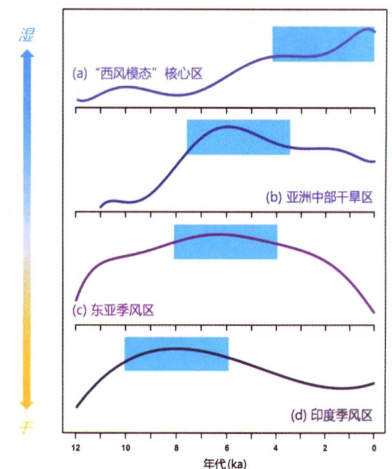 湿
(a) “西风模态”核心区
(b) 亚洲中部干旱区
(c) 东亚季风区
(d) 印度季风区
干
12 10 8 6 4 2 0
年代(ka)